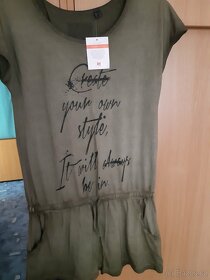 Create
your own
style,
It will always
be in
M